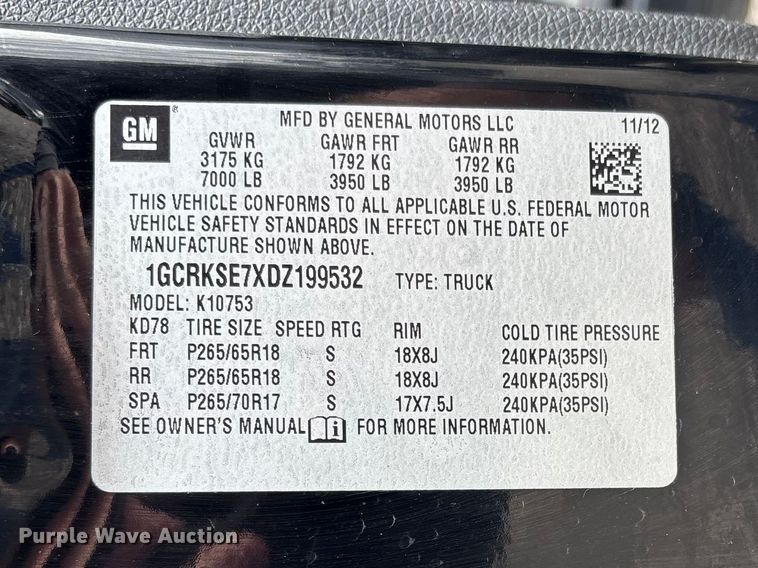 GM ®
MFD BY GENERAL MOTORS LLC 11/12
GVWR GAWR FRT GAWR RR
3175 KG 1792 KG 1792 KG
7000 LB 3950 LB 3950 LB
THIS VEHICLE CONFORMS TO ALL APPLICABLE U.S. FEDERAL MOTOR
VEHICLE SAFETY STANDARDS IN EFFECT ON THE DATE OF
MANUFACTURE SHOWN ABOVE.
1GCRKSE7XDZ199532 TYPE: TRUCK
MODEL: K10753
KD78 TIRE SIZE SPEED RTG RIM COLD TIRE PRESSURE
FRT P265/65R18 S 18X8J 240KPA(35PSI)
RR P265/65R18 S 18X8J 240KPA(35PSI)
SPA P265/70R17 S 17X7.5J 240KPA(35PSI)
SEE OWNER'S MANUAL i FOR MORE INFORMATION.
Purple Wave Auction